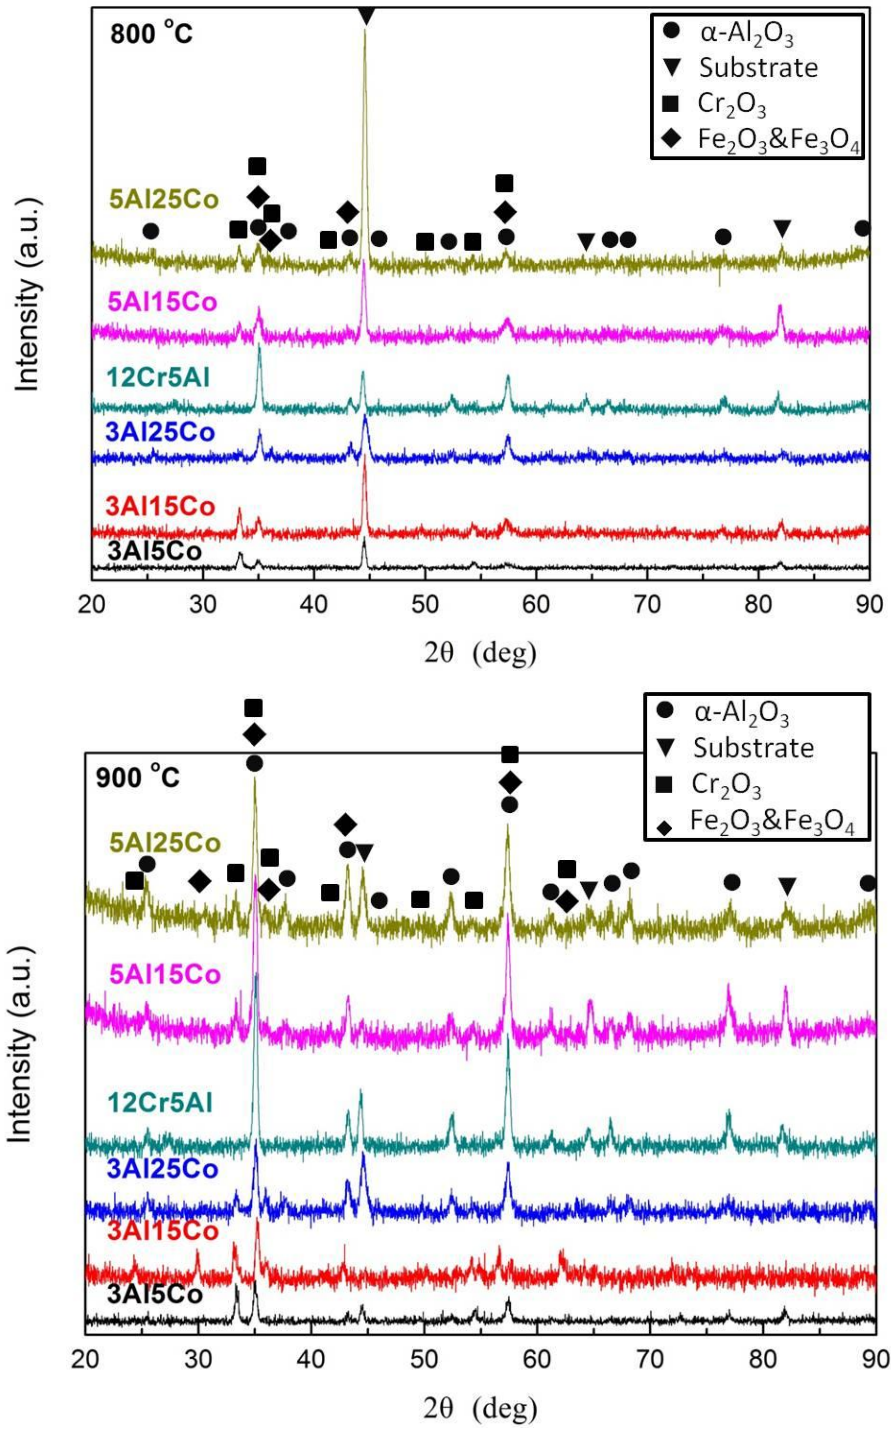 800 °C
α-Al₂O₃
Substrate
Cr₂O₃
Fe₂O₃&Fe₃O₄
5Al25Co
5Al15Co
12Cr5Al
3Al25Co
3Al15Co
3Al5Co
Intensity (a.u.)
20 30 40 50 60 70 80 90
2θ (deg)
900 °C
α-Al₂O₃
Substrate
Cr₂O₃
Fe₂O₃&Fe₃O₄
5Al25Co
5Al15Co
12Cr5Al
3Al25Co
3Al15Co
3Al5Co
Intensity (a.u.)
20 30 40 50 60 70 80 90
2θ (deg)